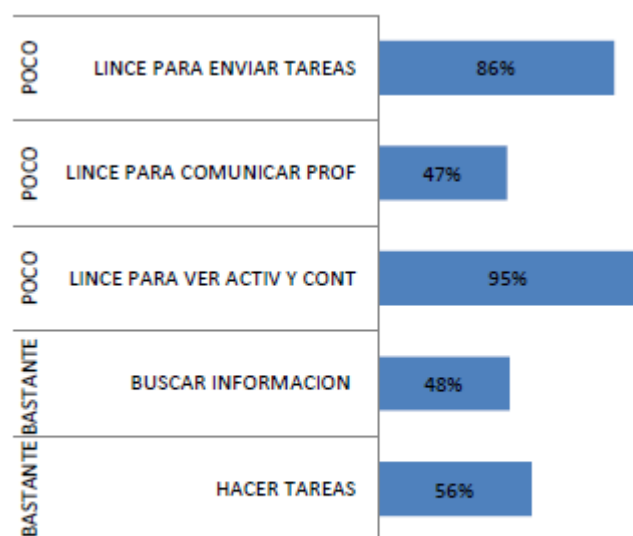 POCO
LINCE PARA ENVIAR TAREAS
86%
POCO
LINCE PARA COMUNICAR PROF
47%
POCO
LINCE PARA VER ACTIV Y CONT
95%
BASTANTE
BUSCAR INFORMACION
48%
BASTANTE
HACER TAREAS
56%